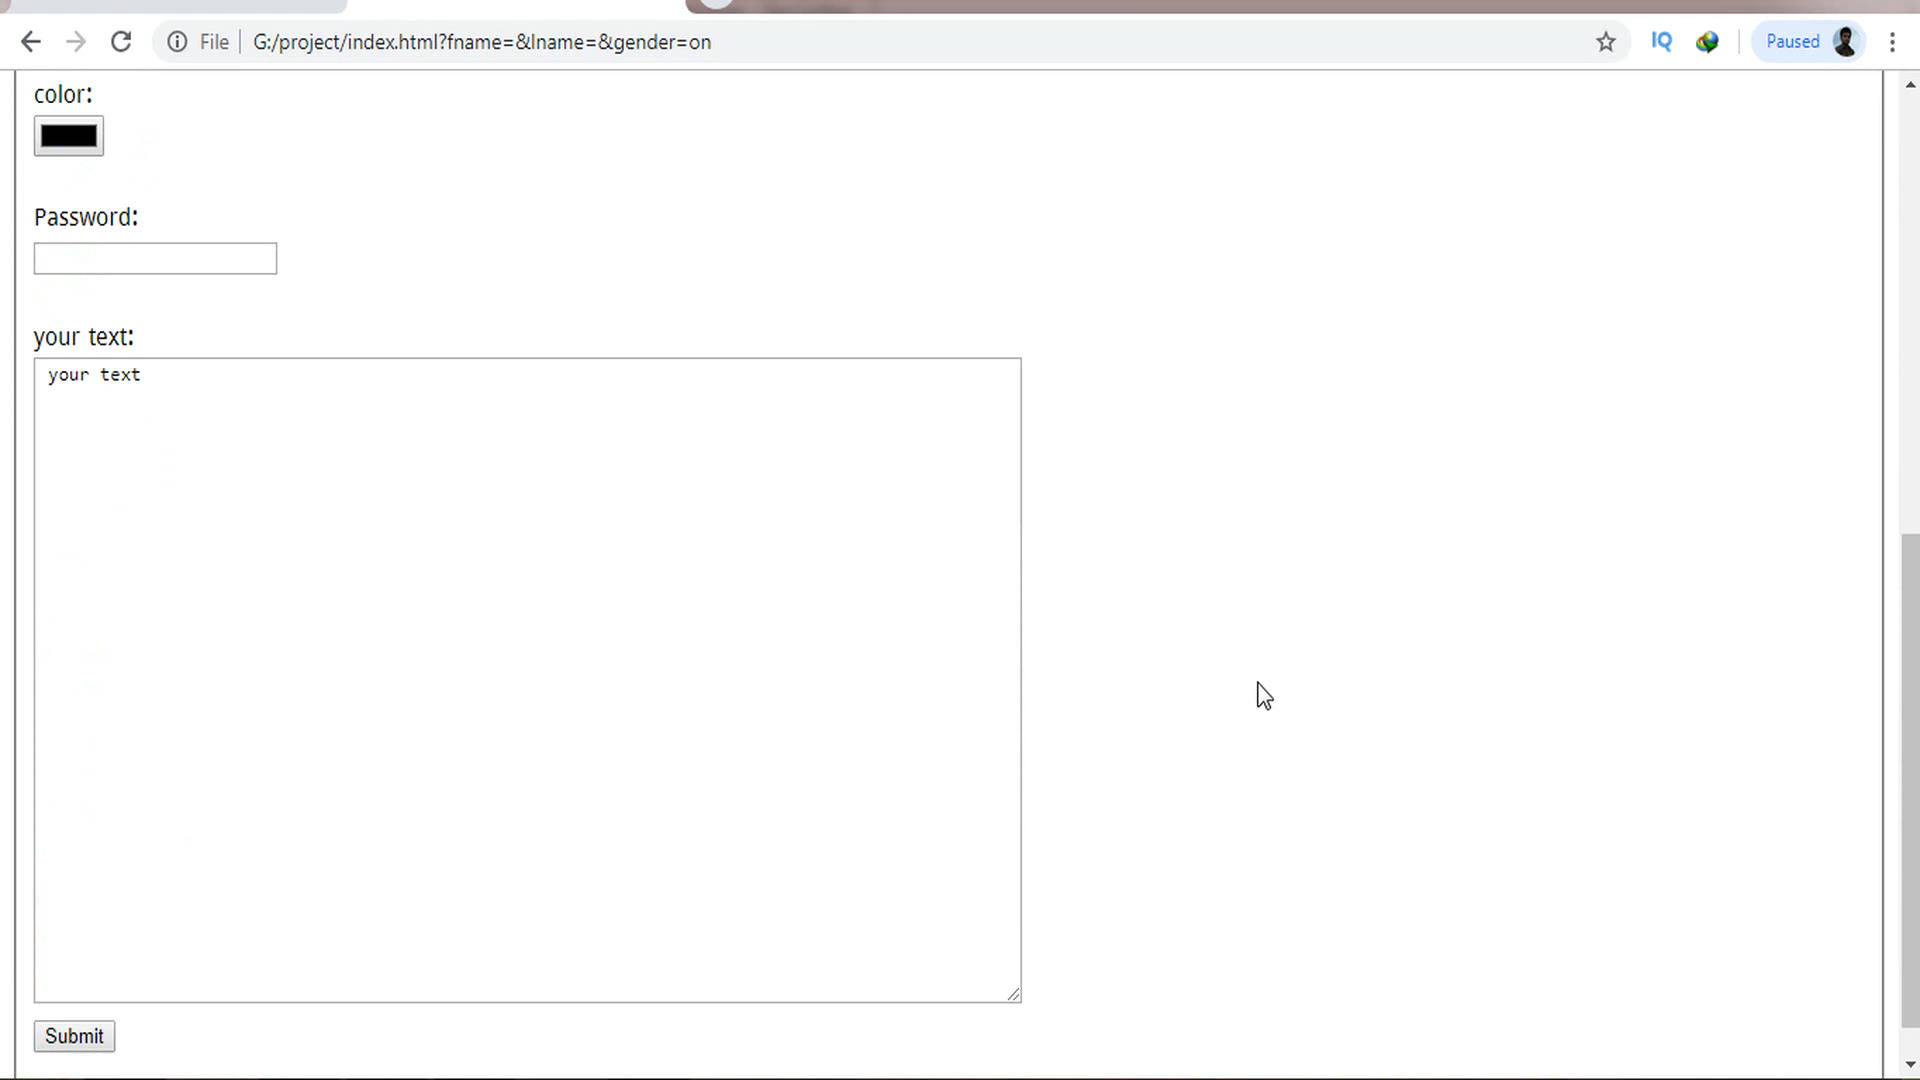 File G:/project/index.html?fname=&lname=&gender=on IQ Paused
color:
Password:
your text:
your text
Submit